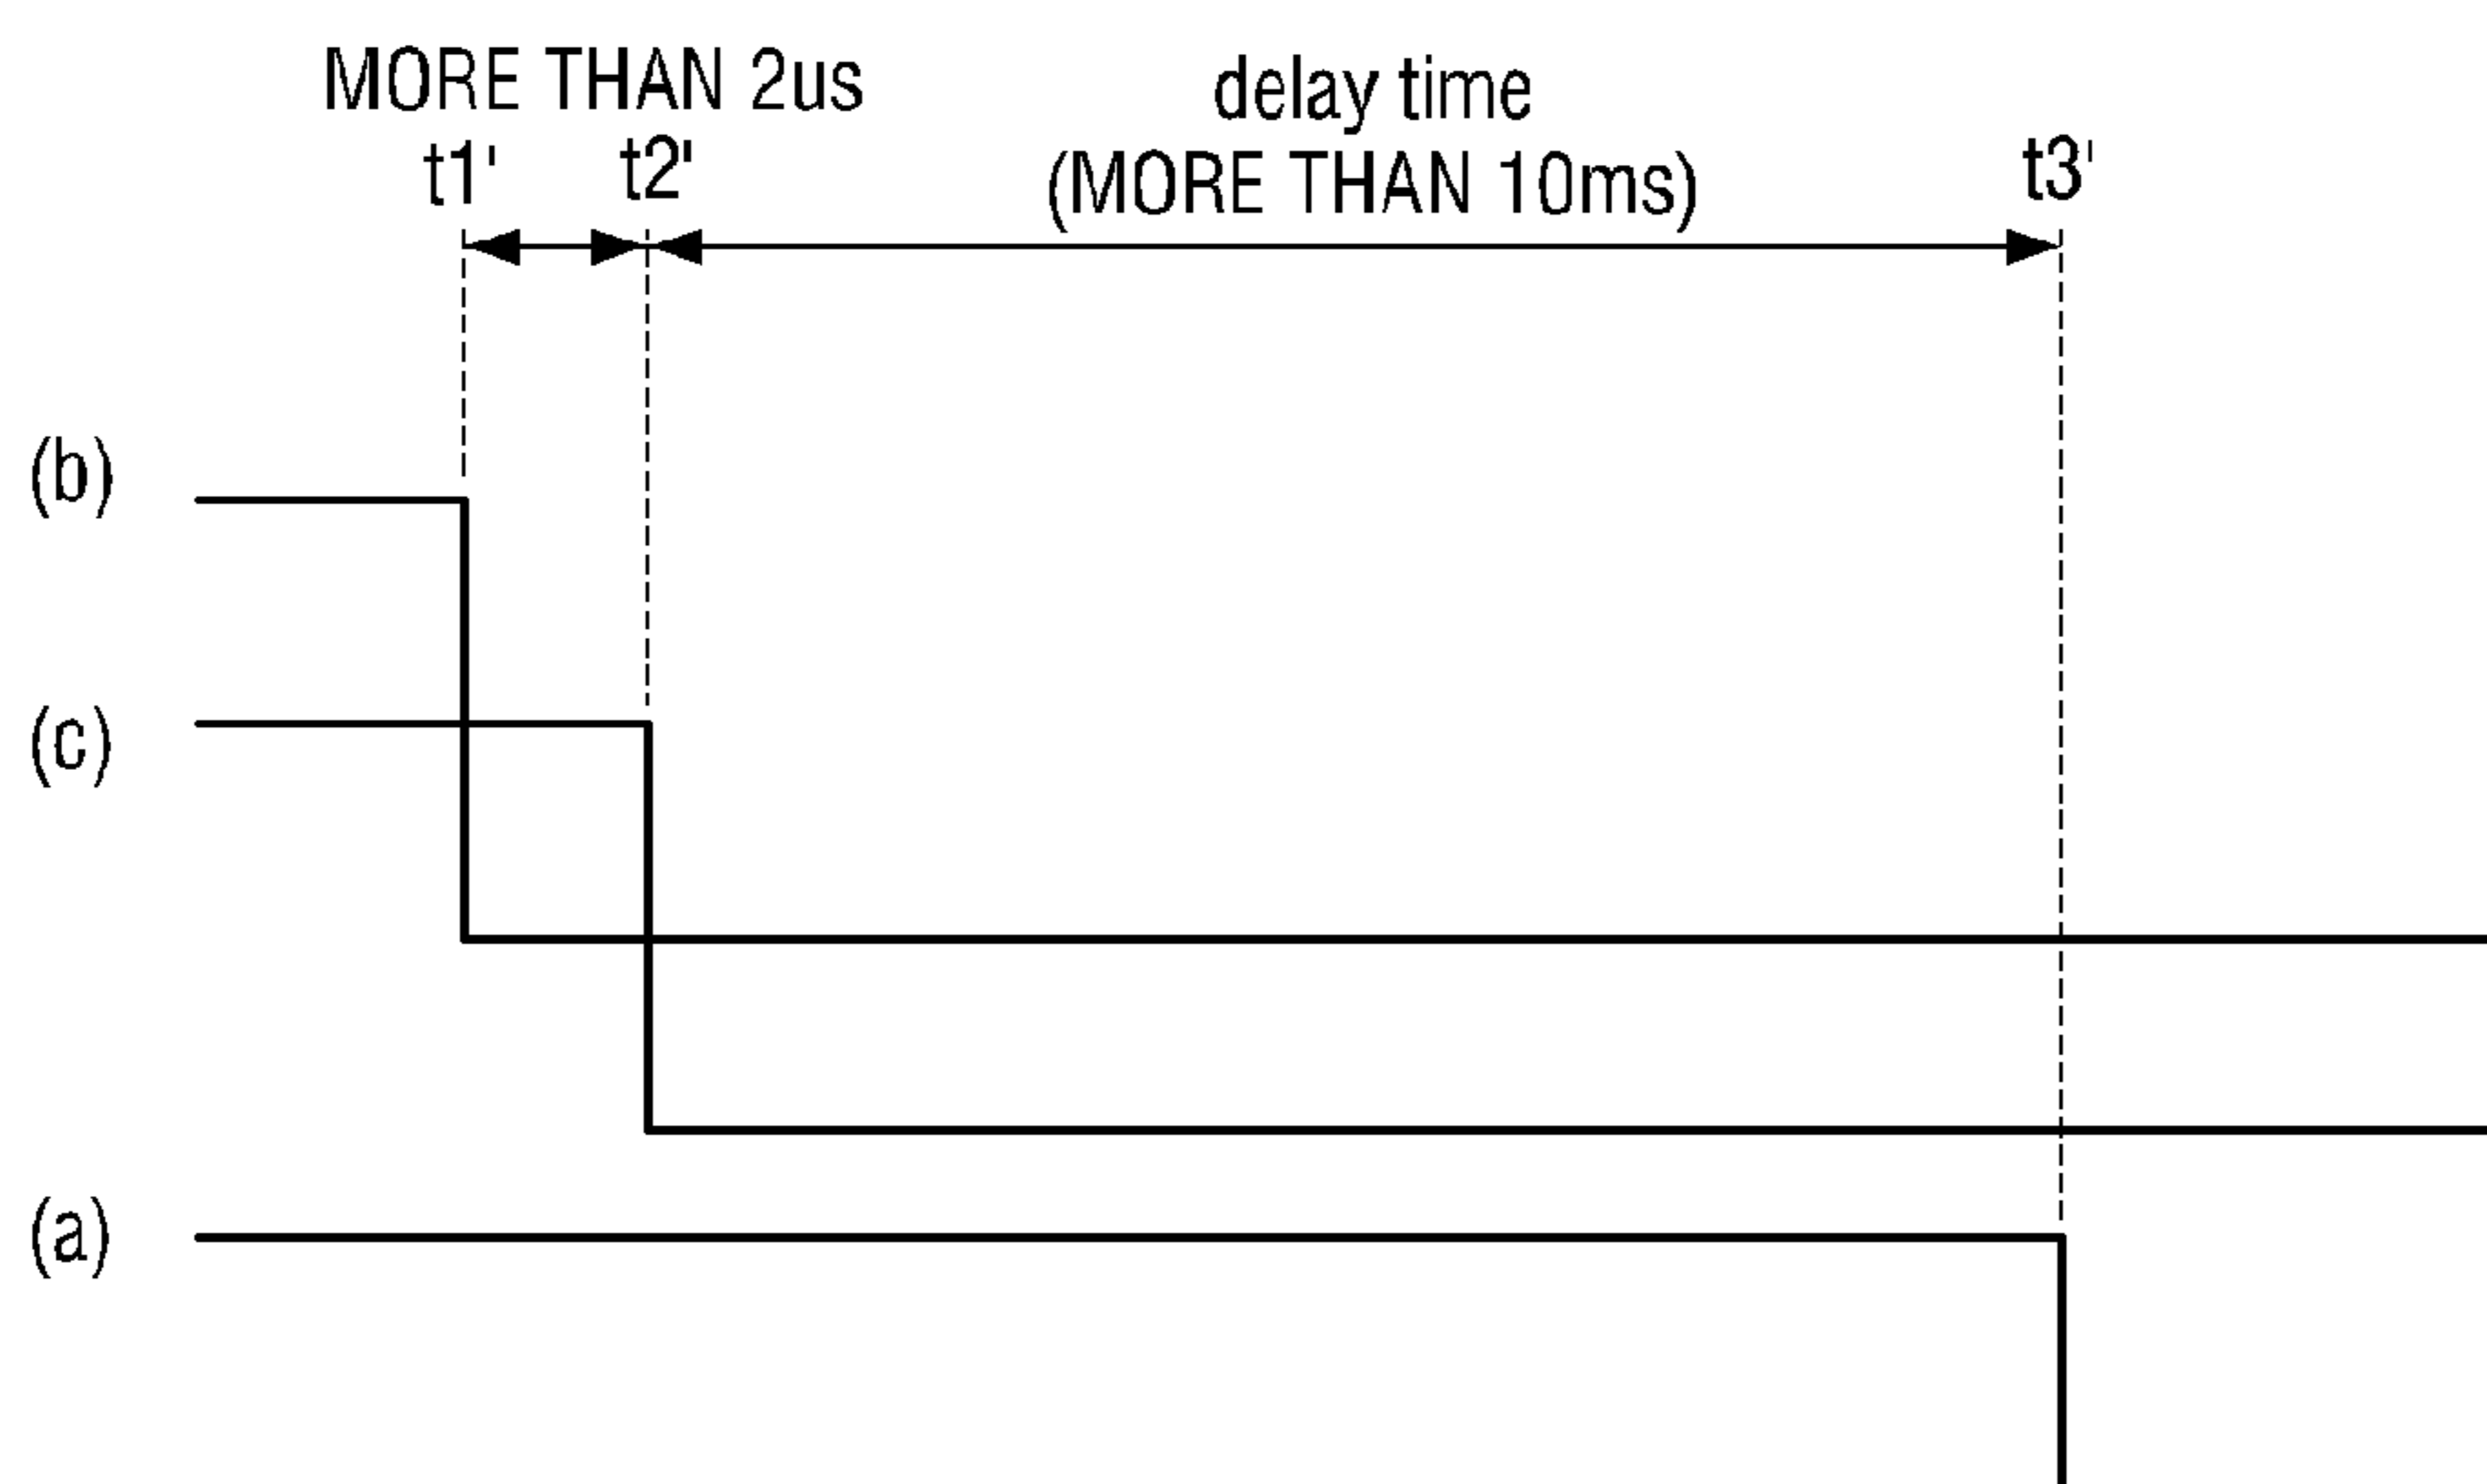 MORE THAN 2us
delay time
t1' t2' (MORE THAN 10ms) t3'
(b)
(c)
(a)